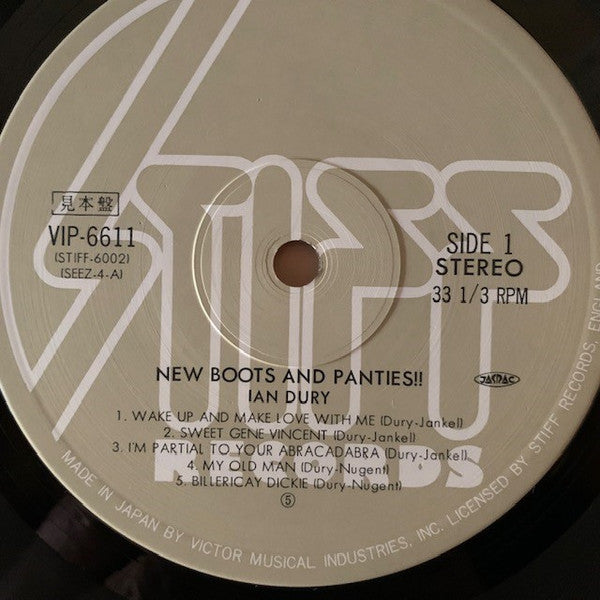 STIFF
RECORDS
見本盤
VIP-6611
(STIFF-6002)
(SEEZ-4-A)
SIDE 1
STEREO
33 1/3 RPM
NEW BOOTS AND PANTIES!!
IAN DURY
JASRAC
1. WAKE UP AND MAKE LOVE WITH ME (Dury-Jankel)
2. SWEET GENE VINCENT (Dury-Jankel)
3. I'M PARTIAL TO YOUR ABRACADABRA (Dury-Jankel)
4. MY OLD MAN (Dury-Nugent)
5. BILLERICAY DICKIE (Dury-Nugent)
⑤
MADE IN JAPAN BY VICTOR MUSICAL INDUSTRIES, INC. LICENSED BY STIFF RECORDS, ENGLAND